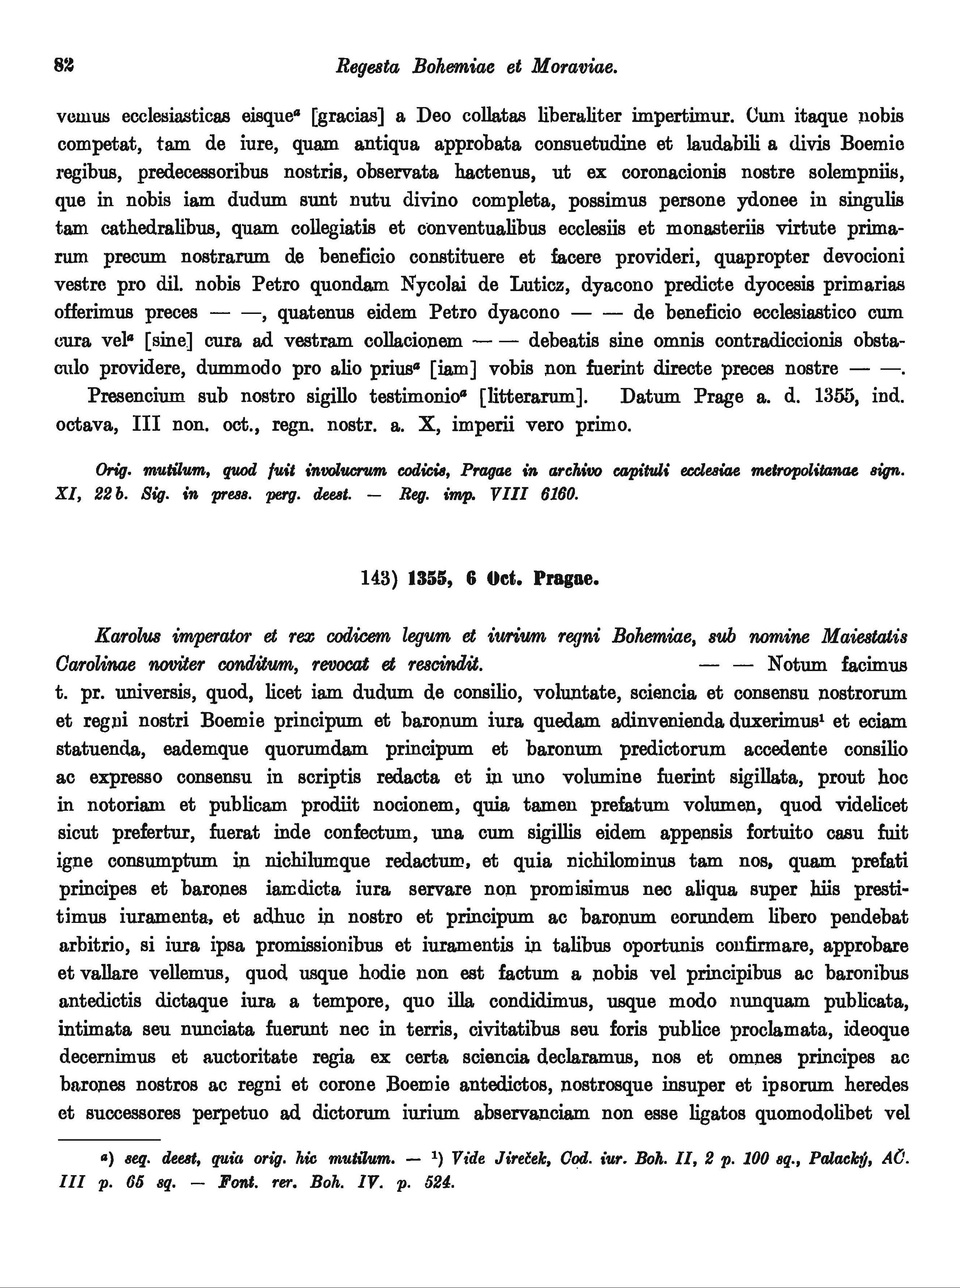 82 Regesta Bohemiae et Moraviae.
vemus ecclesiasticas eisqueᵃ [gracias] a Deo collatas liberaliter impertimur. Cum itaque nobis
competat, tam de iure, quam antiqua approbata consuetudine et laudabili a divis Boemie
regibus, predecessoribus nostris, observata hactenus, ut ex coronacionis nostre solempniis,
que in nobis iam dudum sunt nutu divino completa, possimus persone ydonee in singulis
tam cathedralibus, quam collegiatis et conventualibus ecclesiis et monasteriis virtute prima-
rum precum nostrarum de beneficio constituere et facere provideri, quapropter devocioni
vestre pro dil. nobis Petro quondam Nycolai de Luticz, dyacono predicte dyocesis primarias
offerimus preces — —, quatenus eidem Petro dyacono — — de beneficio ecclesiastico cum
cura velᵃ [sine] cura ad vestram collacionem — — debeatis sine omnis contradiccionis obsta-
culo providere, dummodo pro alio priusᵃ [iam] vobis non fuerint directe preces nostre — —.
Presencium sub nostro sigillo testimonioᵃ [litterarum]. Datum Prage a. d. 1355, ind.
octava, III non. oct., regn. nostr. a. X, imperii vero primo.
Orig. mutilum, quod fuit involucrum codicis, Pragae in archivo capituli ecclesiae metropolitanae sign.
XI, 22 b. Sig. in press. perg. deest. — Reg. imp. VIII 6160.
143) 1355, 6 Oct. Pragae.
Karolus imperator et rex codicem legum et iurium regni Bohemiae, sub nomine Maiestatis
Carolinae noviter conditum, revocat et rescindit. — — Notum facimus
t. pr. universis, quod, licet iam dudum de consilio, voluntate, sciencia et consensu nostrorum
et regni nostri Boemie principum et baronum iura quedam adinvenienda duxerimus¹ et eciam
statuenda, eademque quorumdam principum et baronum predictorum accedente consilio
ac expresso consensu in scriptis redacta et in uno volumine fuerint sigillata, prout hoc
in notoriam et publicam prodiit nocionem, quia tamen prefatum volumen, quod videlicet
sicut prefertur, fuerat inde confectum, una cum sigillis eidem appensis fortuito casu fuit
igne consumptum in nichilumque redactum, et quia nichilominus tam nos, quam prefati
principes et barones iamdicta iura servare non promisimus nec aliqua super hiis presti-
timus iuramenta, et adhuc in nostro et principum ac baronum eorundem libero pendebat
arbitrio, si iura ipsa promissionibus et iuramentis in talibus oportunis confirmare, approbare
et vallare vellemus, quod usque hodie non est factum a nobis vel principibus ac baronibus
antedictis dictaque iura a tempore, quo illa condidimus, usque modo nunquam publicata,
intimata seu nunciata fuerunt nec in terris, civitatibus seu foris publice proclamata, ideoque
decernimus et auctoritate regia ex certa sciencia declaramus, nos et omnes principes ac
barones nostros ac regni et corone Boemie antedictos, nostrosque insuper et ipsorum heredes
et successores perpetuo ad dictorum iurium observanciam non esse ligatos quomodolibet vel
ᵃ) seq. deest, quia orig. hic mutilum. — ¹) Vide Jireček, Cod. iur. Boh. II, 2 p. 100 sq., Palacký, AČ.
III p. 65 sq. — Font. rer. Boh. IV. p. 524.